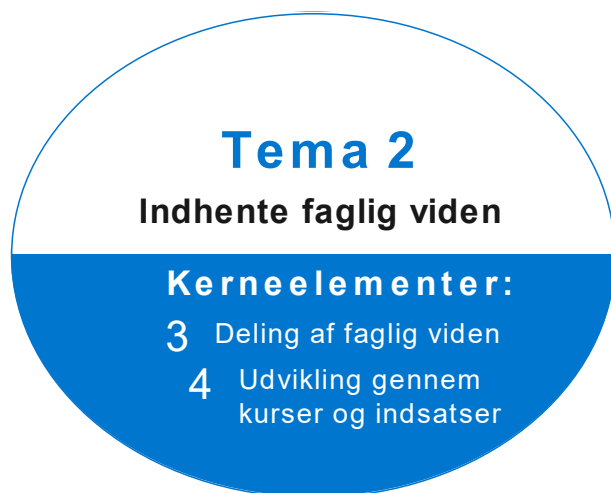 Tema 2
Indhente faglig viden
Kerneelementer:
3 Deling af faglig viden
4 Udvikling gennem
kurser og indsatser